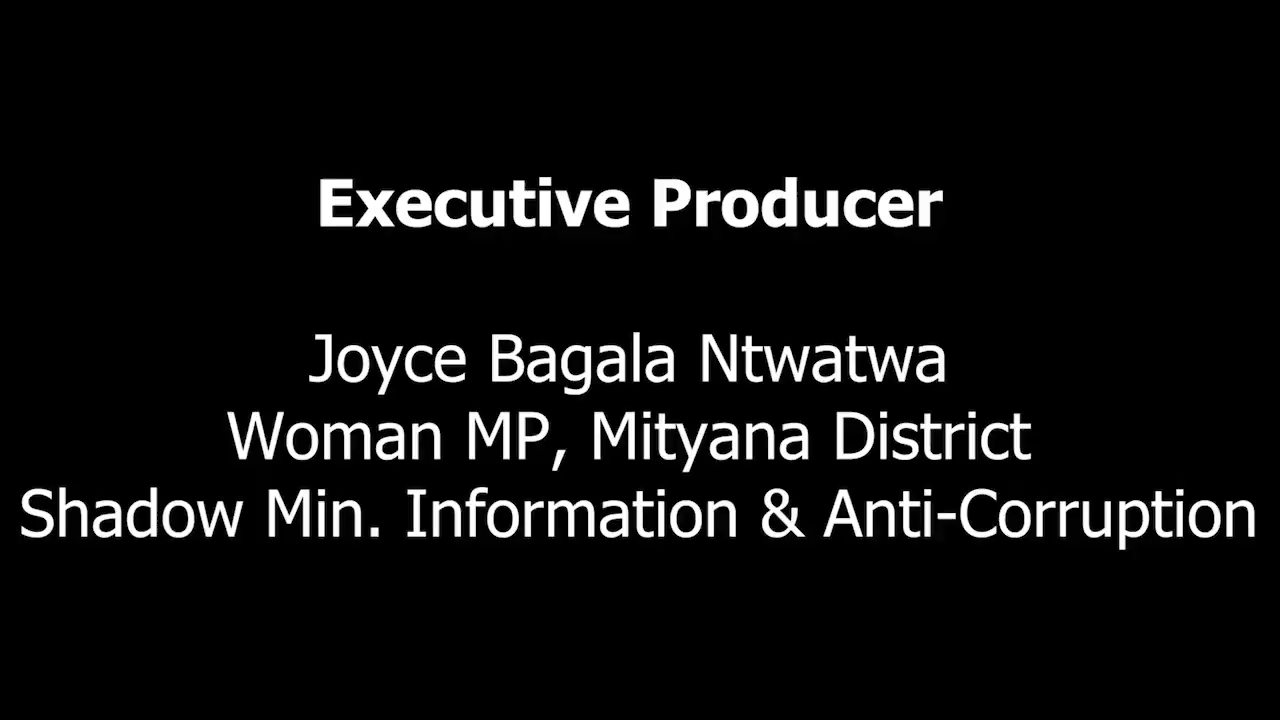 Executive Producer
Joyce Bagala Ntwatwa
Woman MP, Mityana District
Shadow Min. Information & Anti-Corruption